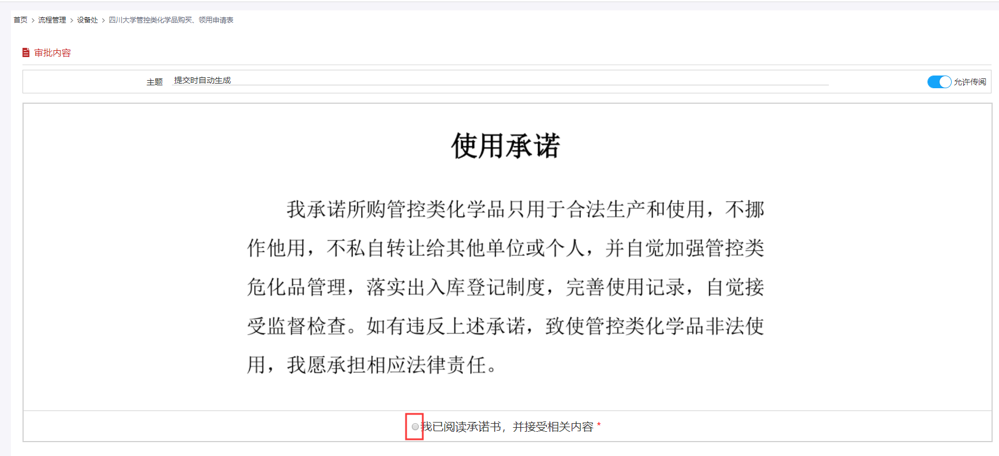 首页 > 流程管理 > 设备处 > 四川大学管控类化学品购买、领用申请表
审批内容
主题 提交时自动生成 允许传阅
使用承诺
我承诺所购管控类化学品只用于合法生产和使用，不挪
作他用，不私自转让给其他单位或个人，并自觉加强管控类
危化品管理，落实出入库登记制度，完善使用记录，自觉接
受监督检查。如有违反上述承诺，致使管控类化学品非法使
用，我愿承担相应法律责任。
我已阅读承诺书，并接受相关内容 *